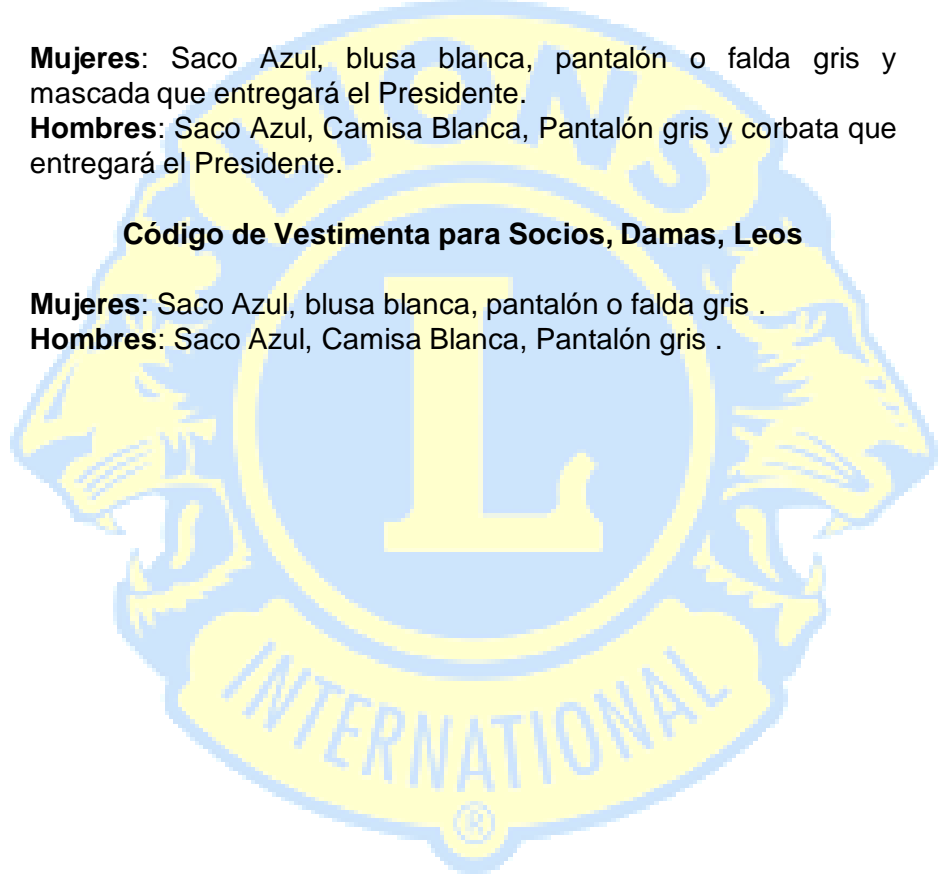 Mujeres: Saco Azul, blusa blanca, pantalón o falda gris y
mascada que entregará el Presidente.
Hombres: Saco Azul, Camisa Blanca, Pantalón gris y corbata que
entregará el Presidente.
Código de Vestimenta para Socios, Damas, Leos
Mujeres: Saco Azul, blusa blanca, pantalón o falda gris .
Hombres: Saco Azul, Camisa Blanca, Pantalón gris .
LIONS
L
INTERNATIONAL
®